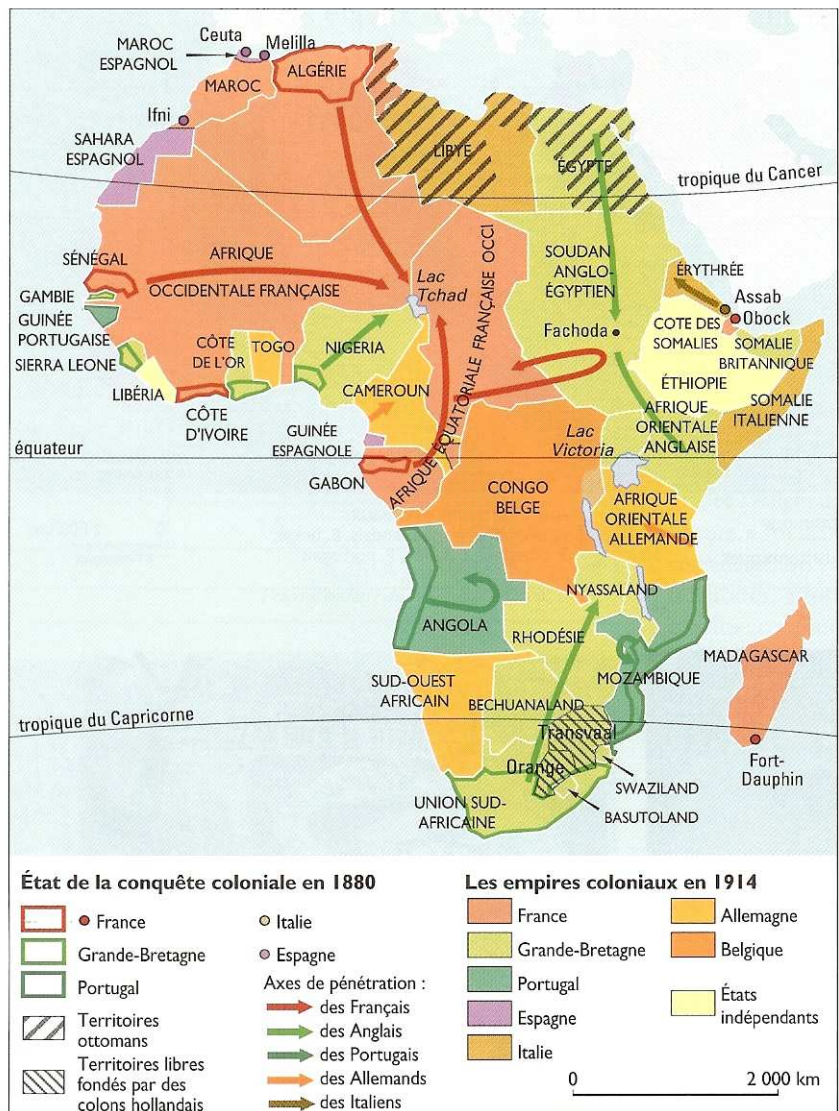 Ceuta
Melilla
MAROC
ESPAGNOL
ALGÉRIE
MAROC
Ifni
SAHARA
ESPAGNOL
LIBYE
ÉGYPTE
tropique du Cancer
SÉNÉGAL
AFRIQUE
OCCIDENTALE FRANÇAISE
Lac
Tchad
AFRIQUE ÉQUATORIALE FRANÇAISE OCCI
SOUDAN
ANGLO-
ÉGYPTIEN
ÉRYTHRÉE
Assab
Obock
GAMBIE
GUINÉE
PORTUGAISE
SIERRA LEONE
CÔTE
DE L'OR
TOGO
NIGERIA
Fachoda
COTE DES
SOMALIES
SOMALIE
BRITANNIQUE
ÉTHIOPIE
LIBÉRIA
CÔTE
D'IVOIRE
CAMEROUN
AFRIQUE
ORIENTALE
ANGLAISE
SOMALIE
ITALIENNE
GUINÉE
ESPAGNOLE
équateur
GABON
Lac
Victoria
CONGO
BELGE
AFRIQUE
ORIENTALE
ALLEMANDE
NYASSALAND
ANGOLA
RHODÉSIE
MOZAMBIQUE
MADAGASCAR
SUD-OUEST
AFRICAIN
BECHUANALAND
tropique du Capricorne
Transvaal
Orange
Fort-
Dauphin
SWAZILAND
UNION SUD-
AFRICAINE
BASUTOLAND
État de la conquête coloniale en 1880
France
Italie
Grande-Bretagne
Espagne
Portugal
Axes de pénétration :
des Français
Territoires
ottomans
des Anglais
des Portugais
Territoires libres
fondés par des
colons hollandais
des Allemands
des Italiens
Les empires coloniaux en 1914
France
Allemagne
Grande-Bretagne
Belgique
Portugal
Espagne
États
indépendants
Italie
0
2 000 km